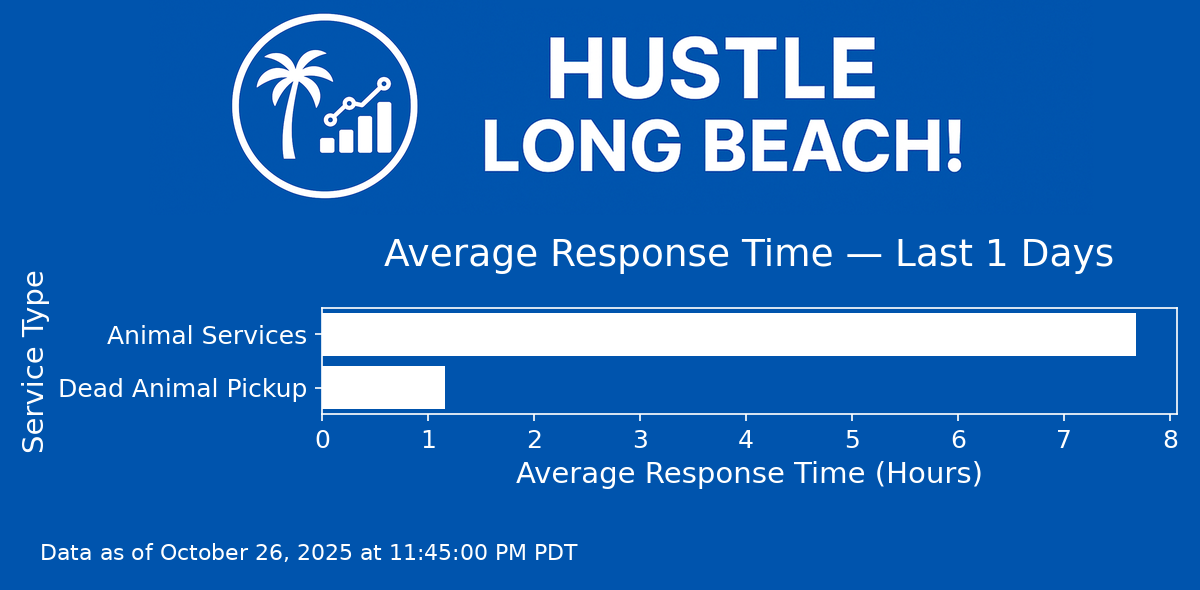 HUSTLE
LONG BEACH!
Average Response Time — Last 1 Days
Service Type
Animal Services
Dead Animal Pickup
0 1 2 3 4 5 6 7 8
Average Response Time (Hours)
Data as of October 26, 2025 at 11:45:00 PM PDT